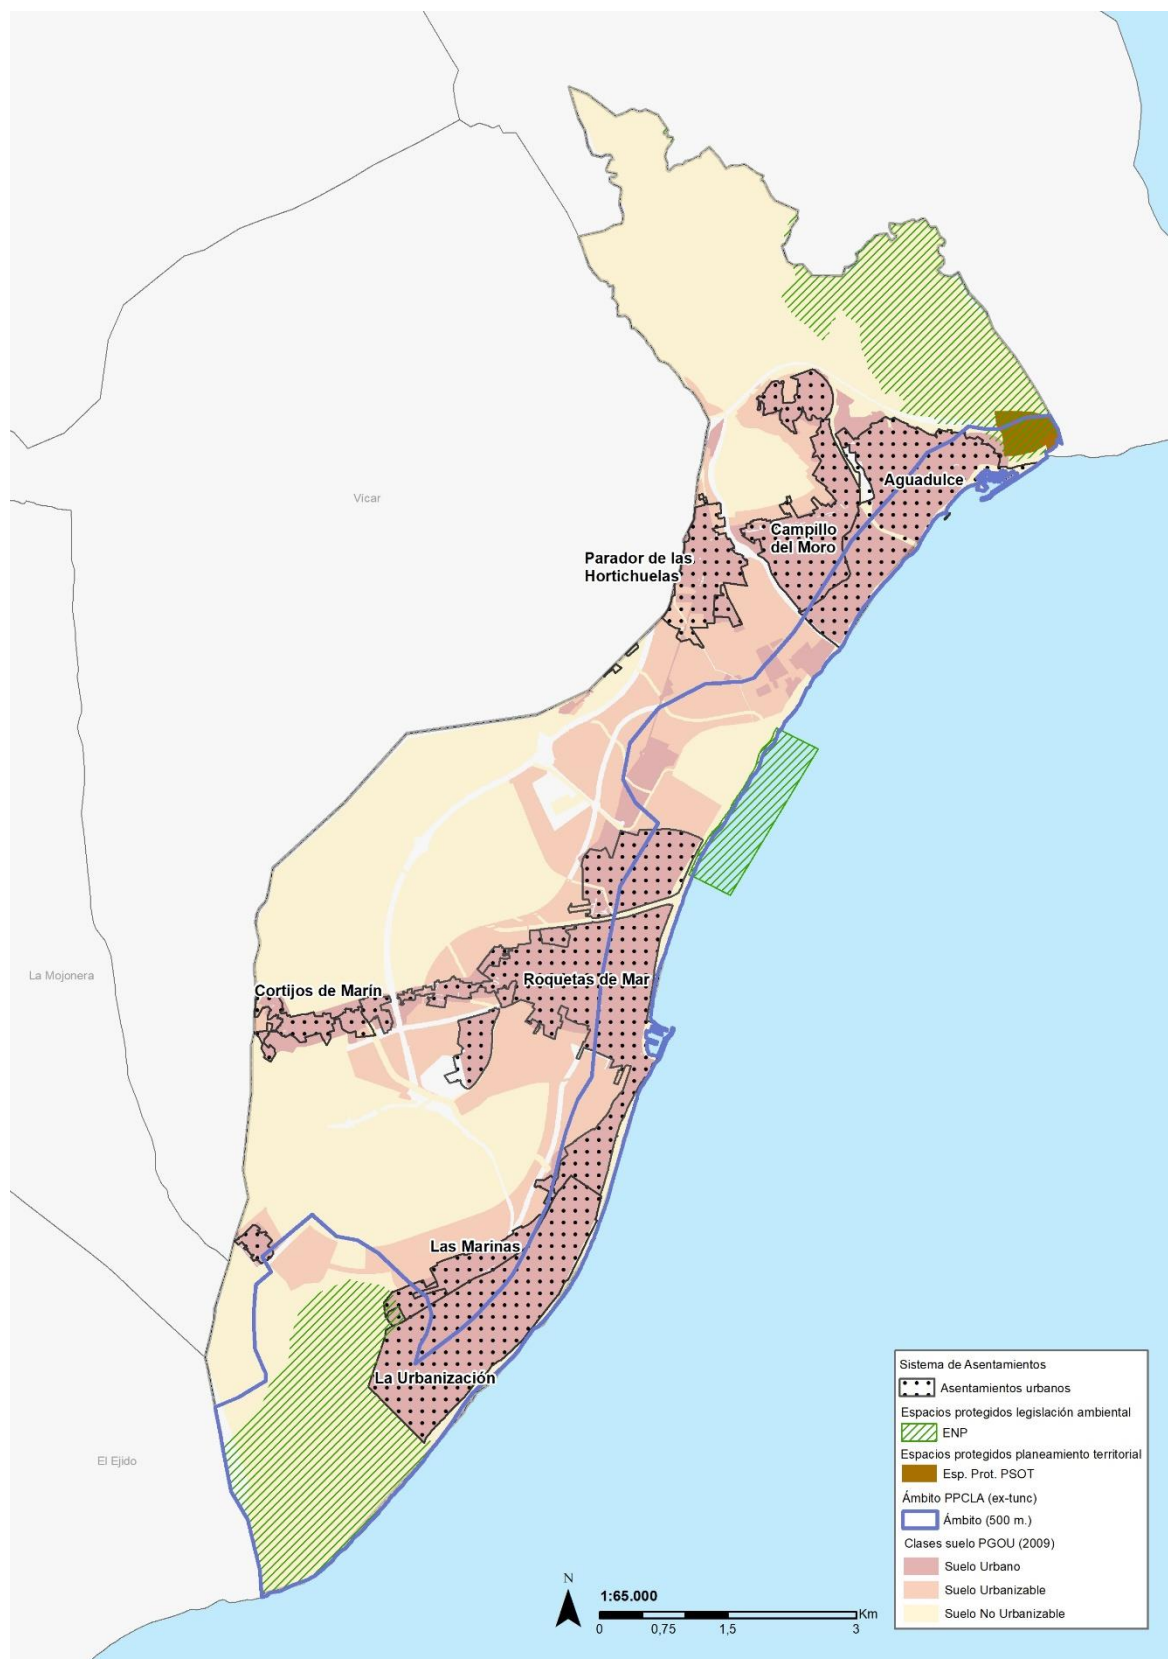 Vícar
Aguadulce
Campillo
del Moro
Parador de las
Hortichuelas
La Mojonera
Cortijos de Marín
Roquetas de Mar
Las Marinas
La Urbanización
El Ejido
Sistema de Asentamientos
Asentamientos urbanos
Espacios protegidos legislación ambiental
ENP
Espacios protegidos planeamiento territorial
Esp. Prot. PSOT
Ámbito PPCLA (ex-tunc)
Ámbito (500 m.)
Clases suelo PGOU (2009)
Suelo Urbano
Suelo Urbanizable
Suelo No Urbanizable
N
1:65.000
Km
0 0,75 1,5 3